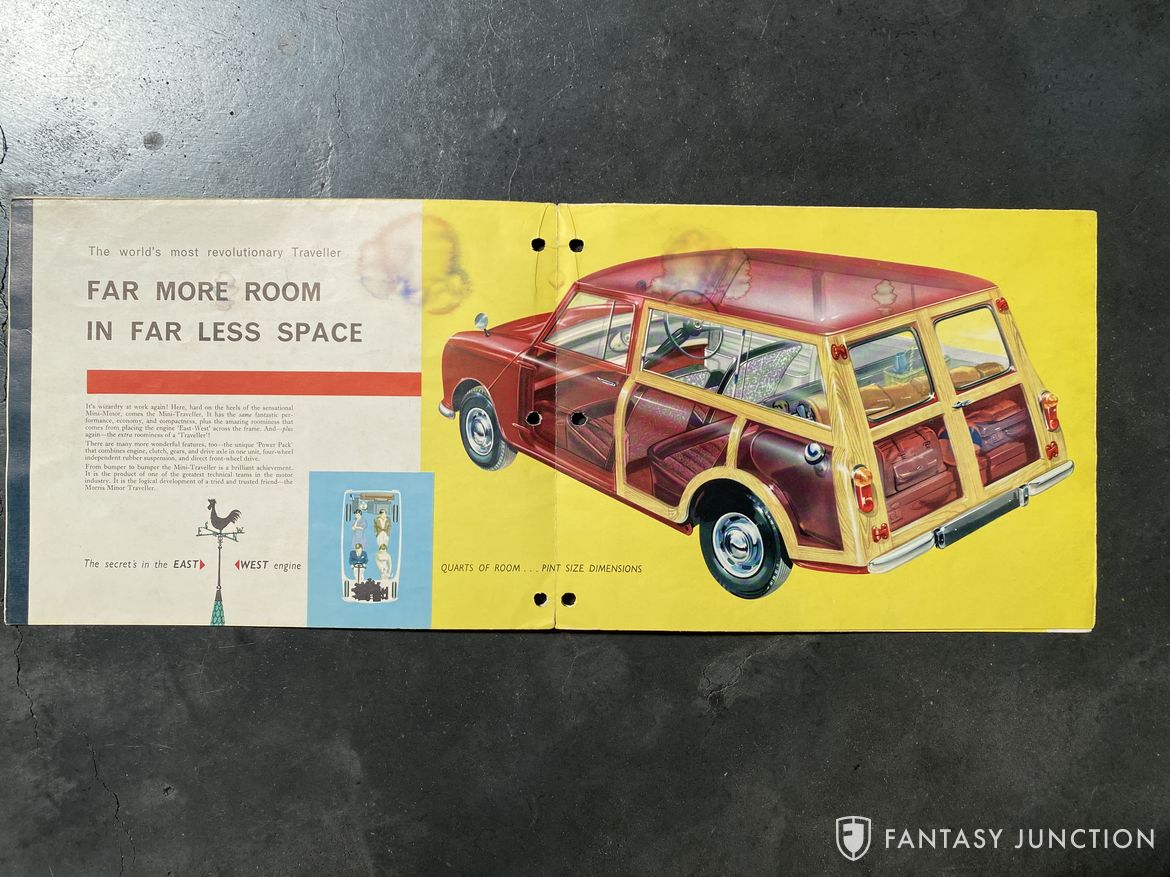 The world's most revolutionary Traveller
FAR MORE ROOM
IN FAR LESS SPACE
It's wizardry at work again! Here, hard on the heels of the sensational
Mini-Minor, comes the Mini-Traveller. It has the same fantastic per-
formance, economy, and compactness, plus the amazing roominess that
comes from placing the engine 'East-West' across the frame. And—plus
again—the extra roominess of a 'Traveller'!
There are many more wonderful features, too—the unique 'Power Pack'
that combines engine, clutch, gears, and drive axle in one unit, four-wheel
independent rubber suspension, and direct front-wheel drive.
From bumper to bumper the Mini-Traveller is a brilliant achievement.
It is the product of one of the greatest technical teams in the motor
industry. It is the logical development of a tried and trusted friend—the
Morris Minor Traveller.
W
The secret's in the EAST WEST engine
QUARTS OF ROOM . . . PINT SIZE DIMENSIONS
FANTASY JUNCTION